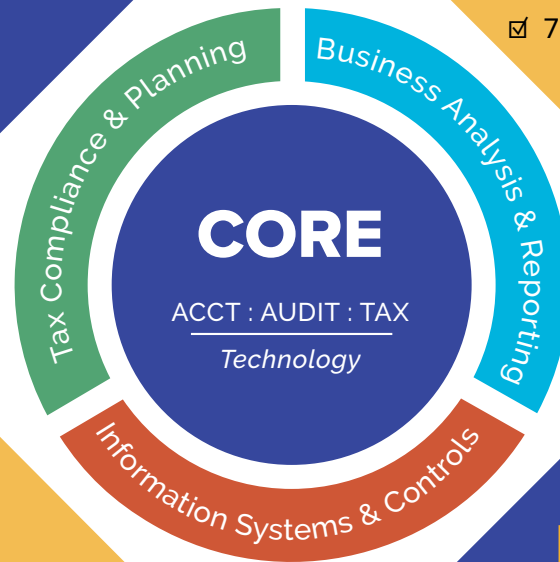 ☑ 7
Tax Compliance & Planning
Business Analysis & Reporting
CORE
ACCT : AUDIT : TAX
Technology
Information Systems & Controls